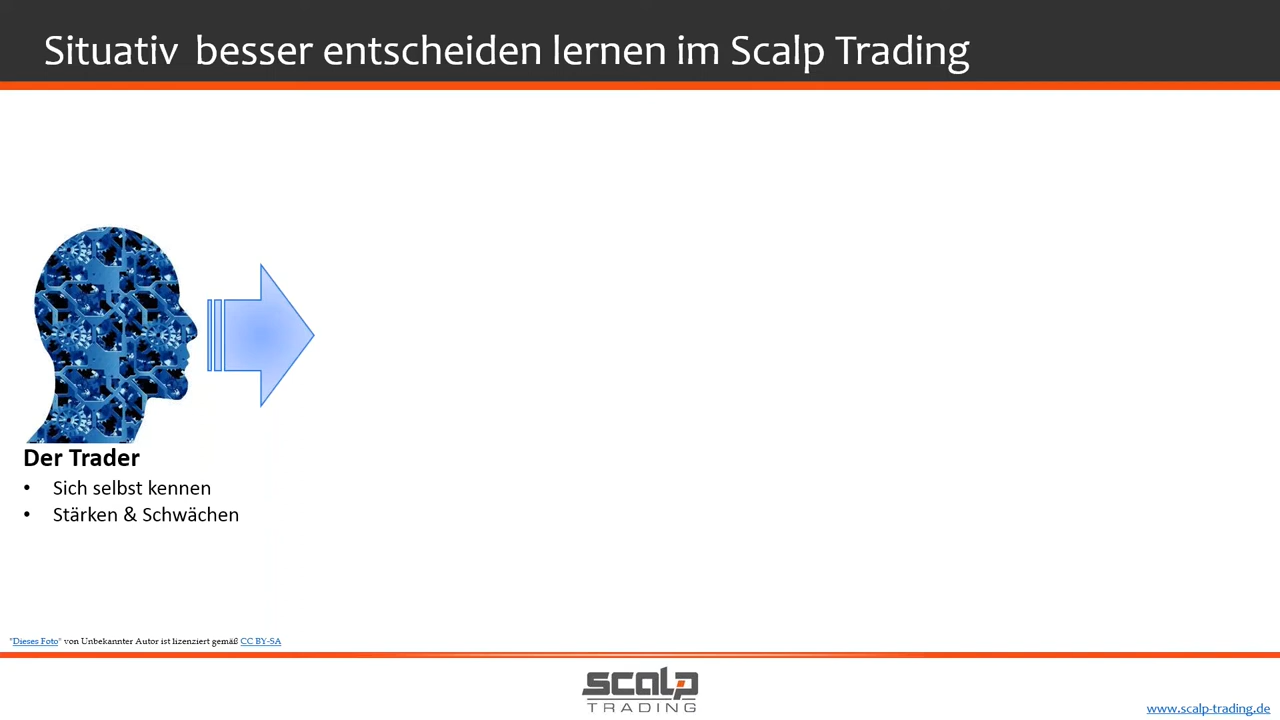 Situativ  besser entscheiden lernen im Scalp Trading
Der Trader
• Sich selbst kennen
• Stärken & Schwächen
"Dieses Foto" von Unbekannter Autor ist lizenziert gemäß CC BY-SA
scalp
TRADING
www.scalp-trading.de